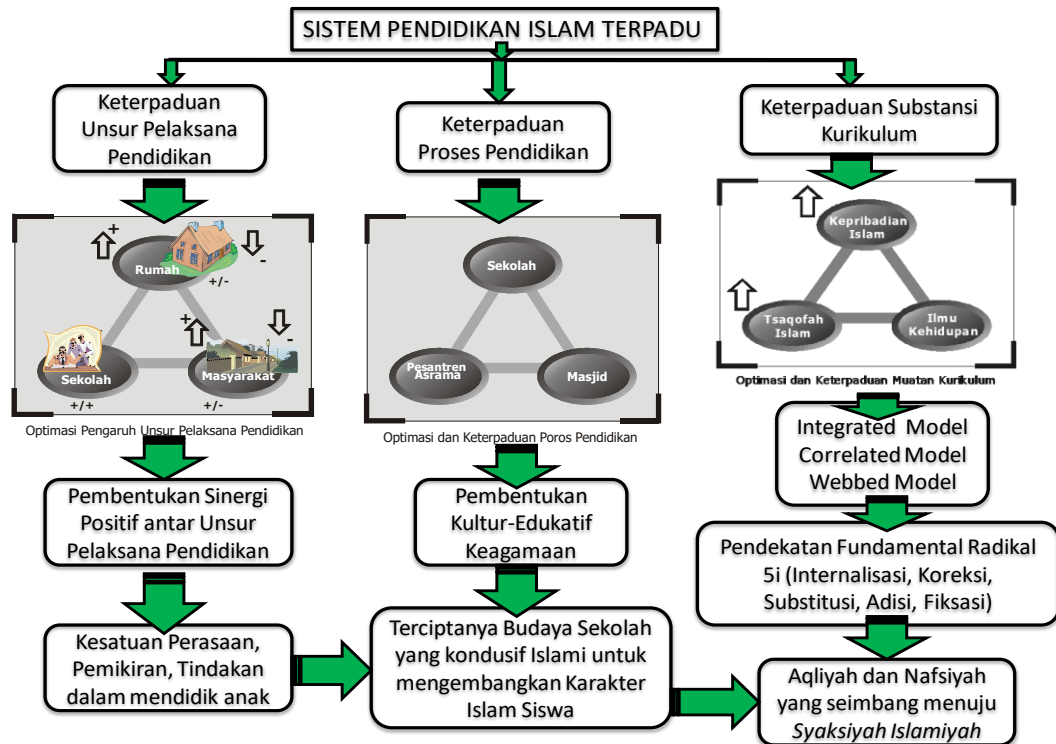 SISTEM PENDIDIKAN ISLAM TERPADU
Keterpaduan
Unsur Pelaksana
Pendidikan
Keterpaduan
Proses Pendidikan
Keterpaduan Substansi
Kurikulum
+
Rumah
-
+/-
+
-
Sekolah
+/+
Masyarakat
+/-
Optimasi Pengaruh Unsur Pelaksana Pendidikan
Sekolah
Pesantren
Asrama
Masjid
Optimasi dan Keterpaduan Poros Pendidikan
Kepribadian
Islam
Tsaqofah
Islam
Ilmu
Kehidupan
Optimasi dan Keterpaduan Muatan Kurikulum
Pembentukan Sinergi
Positif antar Unsur
Pelaksana Pendidikan
Pembentukan
Kultur-Edukatif
Keagamaan
Integrated Model
Correlated Model
Webbed Model
Pendekatan Fundamental Radikal
5i (Internalisasi, Koreksi,
Substitusi, Adisi, Fiksasi)
Kesatuan Perasaan,
Pemikiran, Tindakan
dalam mendidik anak
Terciptanya Budaya Sekolah
yang kondusif Islami untuk
mengembangkan Karakter
Islam Siswa
Aqliyah dan Nafsiyah
yang seimbang menuju
Syaksiyah Islamiyah